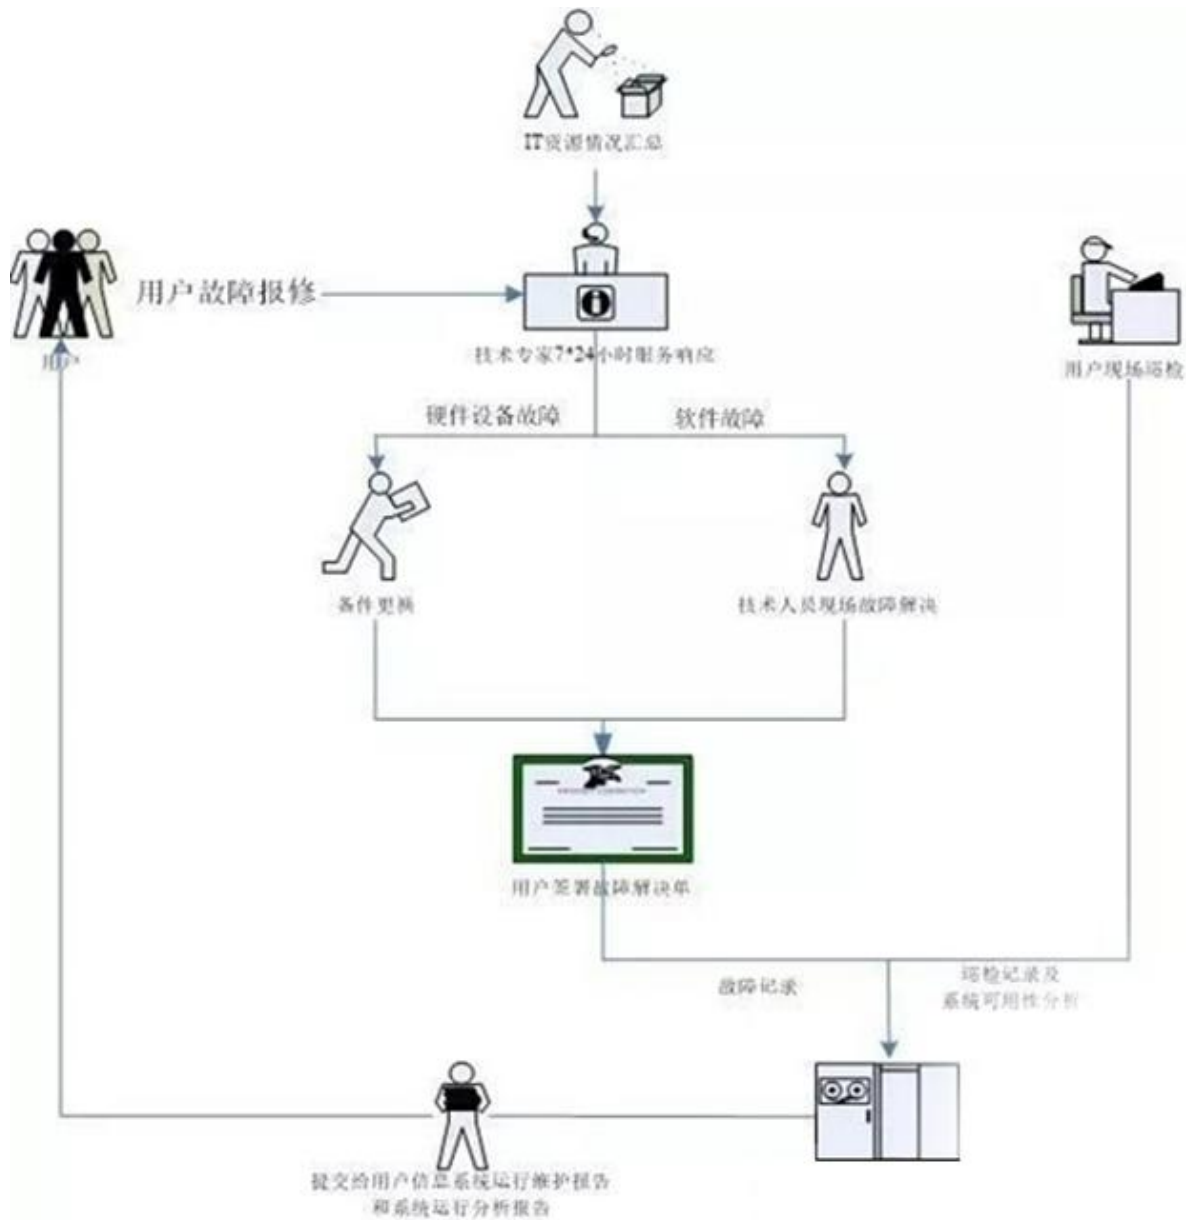 IT资源情况汇总
用户故障报修
用户
技术专家7*24小时服务响应
用户现场巡检
硬件设备故障
软件故障
备件更换
技术人员现场故障解决
用户签署故障解决单
故障记录
巡检记录及
系统可用性分析
提交给用户信息系统运行维护报告
和系统运行分析报告